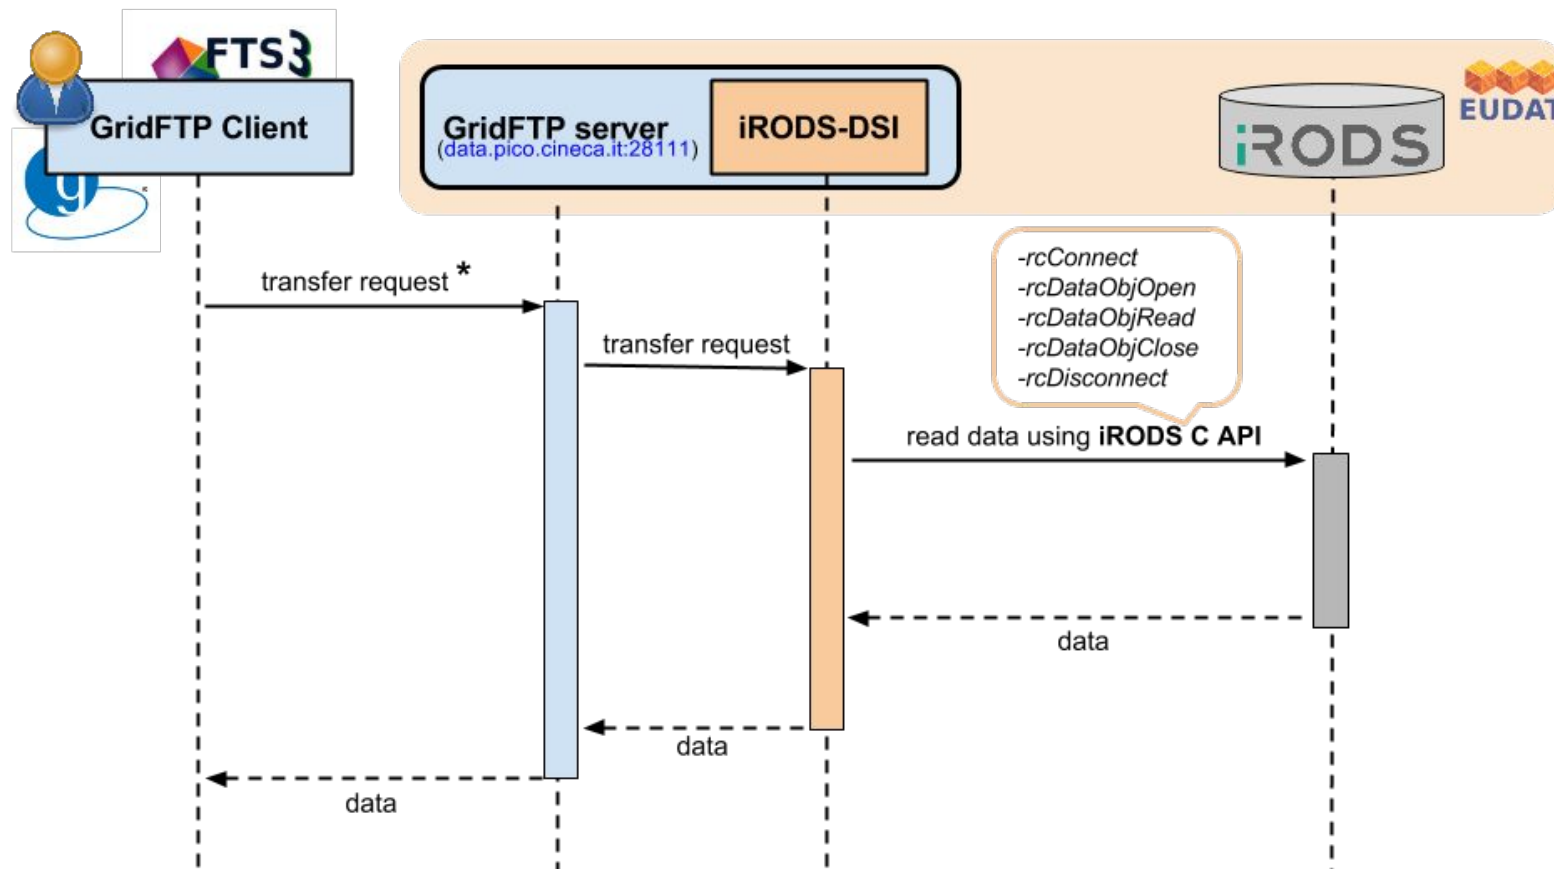 FTS3
GridFTP Client
g
GridFTP server
(data.pico.cineca.it:28111)
iRODS-DSI
iRODS
EUDAT
transfer request *
transfer request
-rcConnect
-rcDataObjOpen
-rcDataObjRead
-rcDataObjClose
-rcDisconnect
read data using iRODS C API
data
data
data